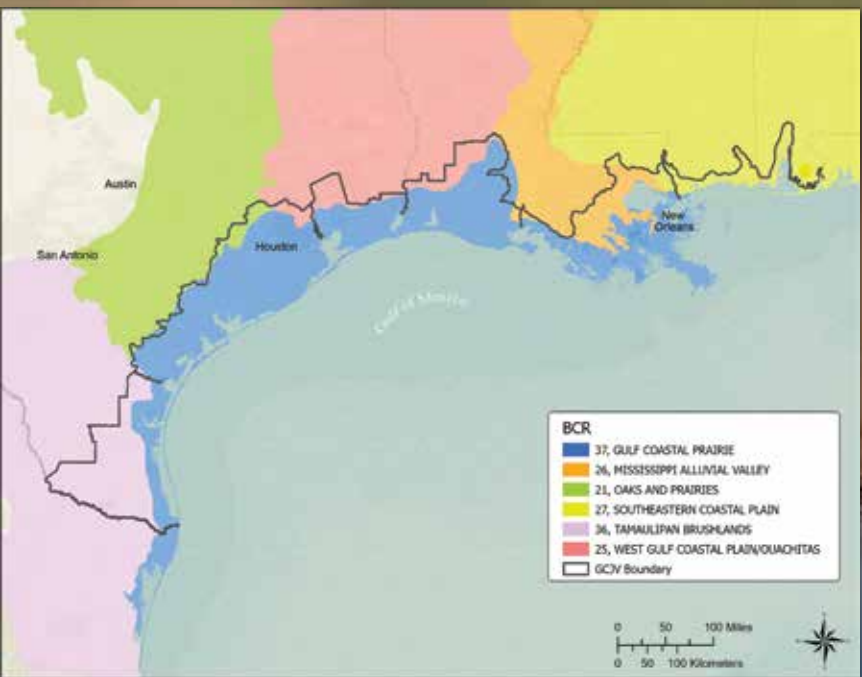 Austin
San Antonio
Houston
New
Orleans
Gulf of Mexico
BCR
37, GULF COASTAL PRAIRIE
26, MISSISSIPPI ALLUVIAL VALLEY
21, OAKS AND PRAIRIES
27, SOUTHEASTERN COASTAL PLAIN
36, TAMAULIPAN BRUSHLANDS
25, WEST GULF COASTAL PLAIN/OUACHITAS
GCJV Boundary
0 50 100 Miles
0 50 100 Kilometers